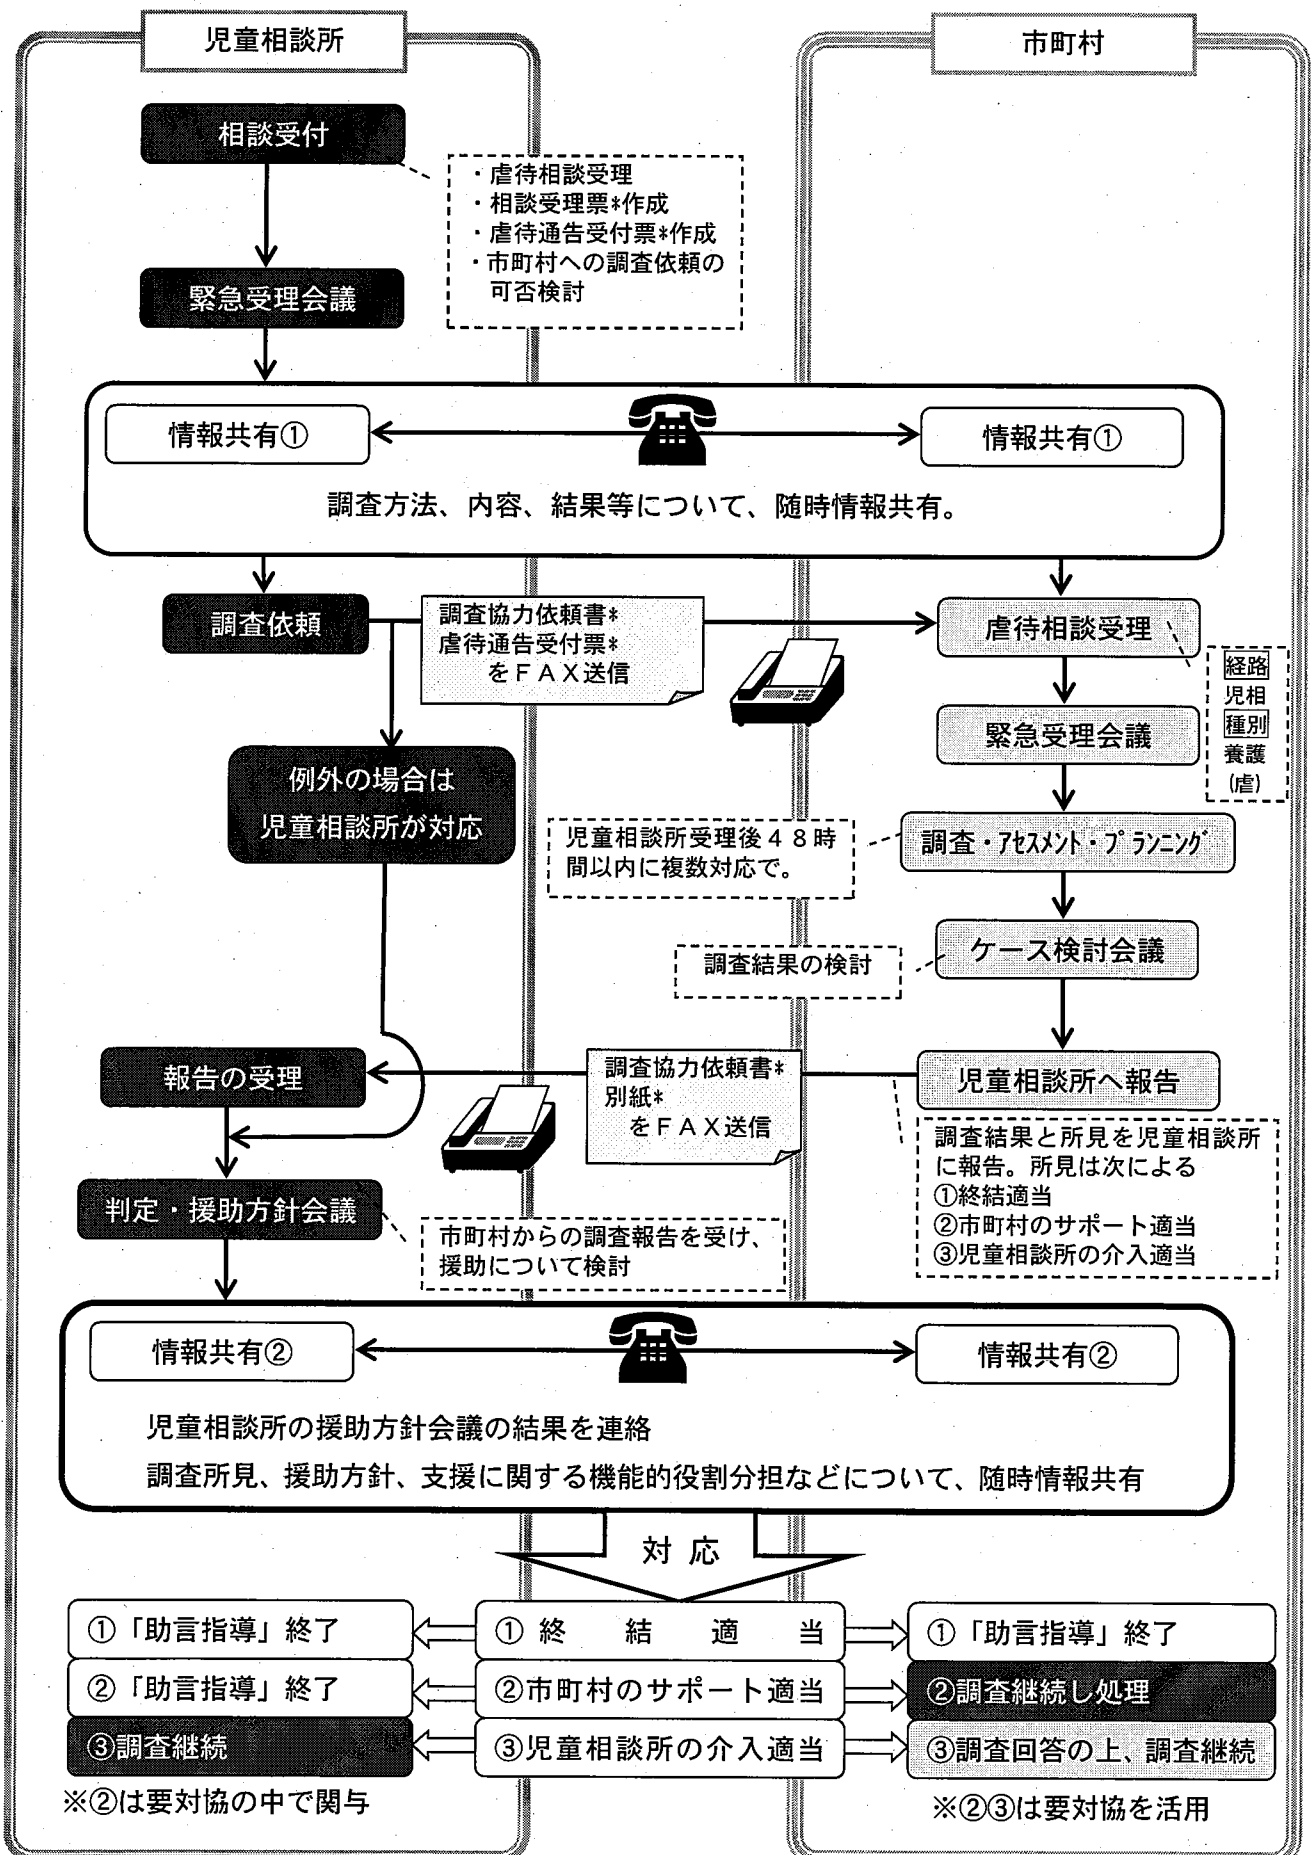 児童相談所
市町村
相談受付
・虐待相談受理
・相談受理票*作成
・虐待通告受付票*作成
・市町村への調査依頼の
可否検討
緊急受理会議
情報共有①
情報共有①
調査方法、内容、結果等について、随時情報共有。
調査依頼
調査協力依頼書*
虐待通告受付票*
をＦＡＸ送信
虐待相談受理
経路
児相
種別
養護
(虐)
緊急受理会議
例外の場合は
児童相談所が対応
児童相談所受理後４８時
間以内に複数対応で。
調査・アセスメント・プランニング
調査結果の検討
ケース検討会議
報告の受理
調査協力依頼書*
別紙*
をＦＡＸ送信
児童相談所へ報告
調査結果と所見を児童相談所
に報告。所見は次による
①終結適当
②市町村のサポート適当
③児童相談所の介入適当
判定・援助方針会議
市町村からの調査報告を受け、
援助について検討
情報共有②
情報共有②
児童相談所の援助方針会議の結果を連絡
調査所見、援助方針、支援に関する機能的役割分担などについて、随時情報共有
対 応
①「助言指導」終了
①終結適当
①「助言指導」終了
②「助言指導」終了
②市町村のサポート適当
②調査継続し処理
③調査継続
③児童相談所の介入適当
③調査回答の上、調査継続
※②は要対協の中で関与
※②③は要対協を活用